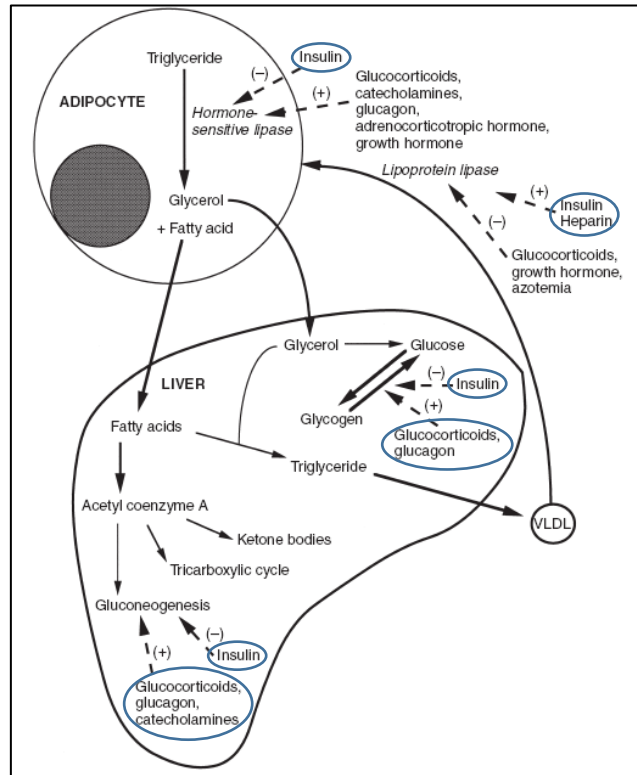 Triglyceride
Insulin
(–)
Glucocorticoids,
catecholamines,
glucagon,
adrenocorticotropic hormone,
growth hormone
(+)
ADIPOCYTE
Hormone-
sensitive lipase
Lipoprotein lipase
Glycerol
+ Fatty acid
(+)
Insulin
Heparin
(–)
Glucocorticoids,
growth hormone,
azotemia
Glycerol
Glucose
LIVER
(–)
Insulin
Glycogen
(+)
Glucocorticoids,
glucagon
Fatty acids
Triglyceride
Acetyl coenzyme A
VLDL
Ketone bodies
Tricarboxylic cycle
Gluconeogenesis
(–)
Insulin
(+)
Glucocorticoids,
glucagon,
catecholamines